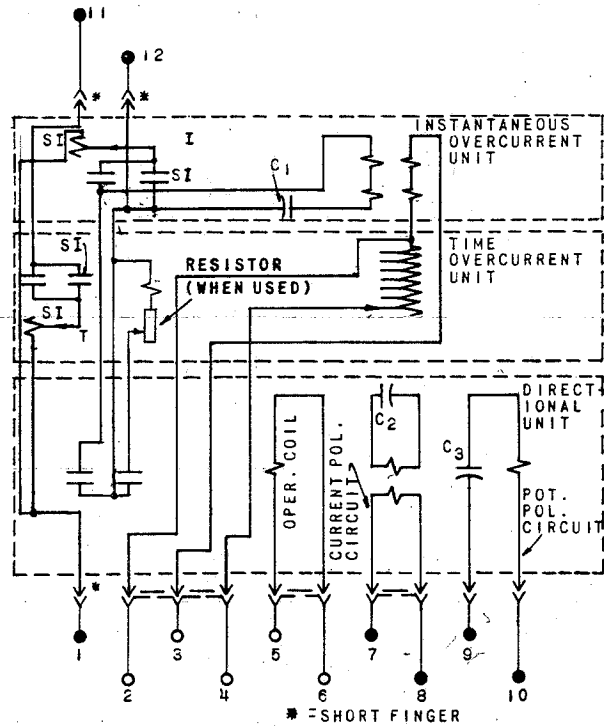 11
12
* *
SI I INSTANTANEOUS
OVERCURRENT
UNIT
SI
C1
SI TIME
OVERCURRENT
UNIT
RESISTOR
(WHEN USED)
SI
T
DIRECT-
IONAL
UNIT
C2
C3
OPER. COIL
CURRENT POL.
CIRCUIT
POT.
POL.
CIRCUIT
*
1 3 5 7 9
2 4 6 8 10
* =SHORT FINGER